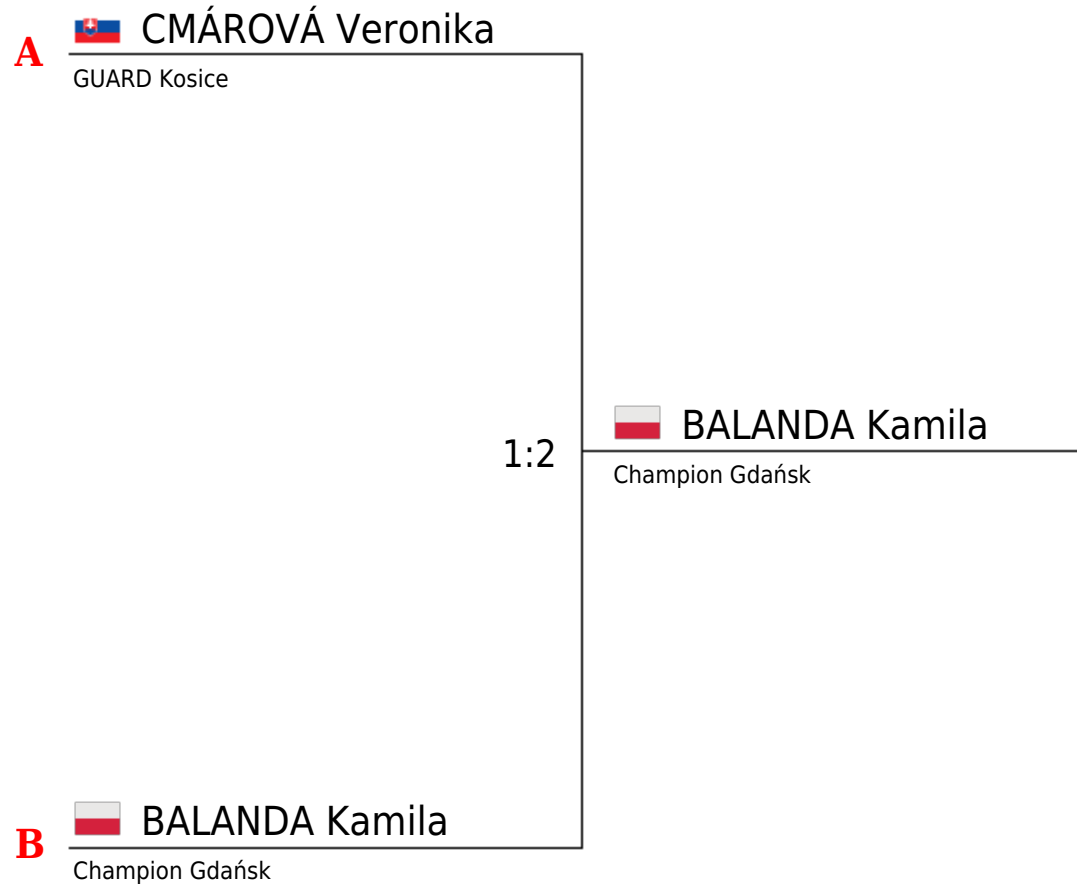 CMÁROVÁ Veronika
A
GUARD Kosice
BALANDA Kamila
1:2
Champion Gdańsk
BALANDA Kamila
B
Champion Gdańsk